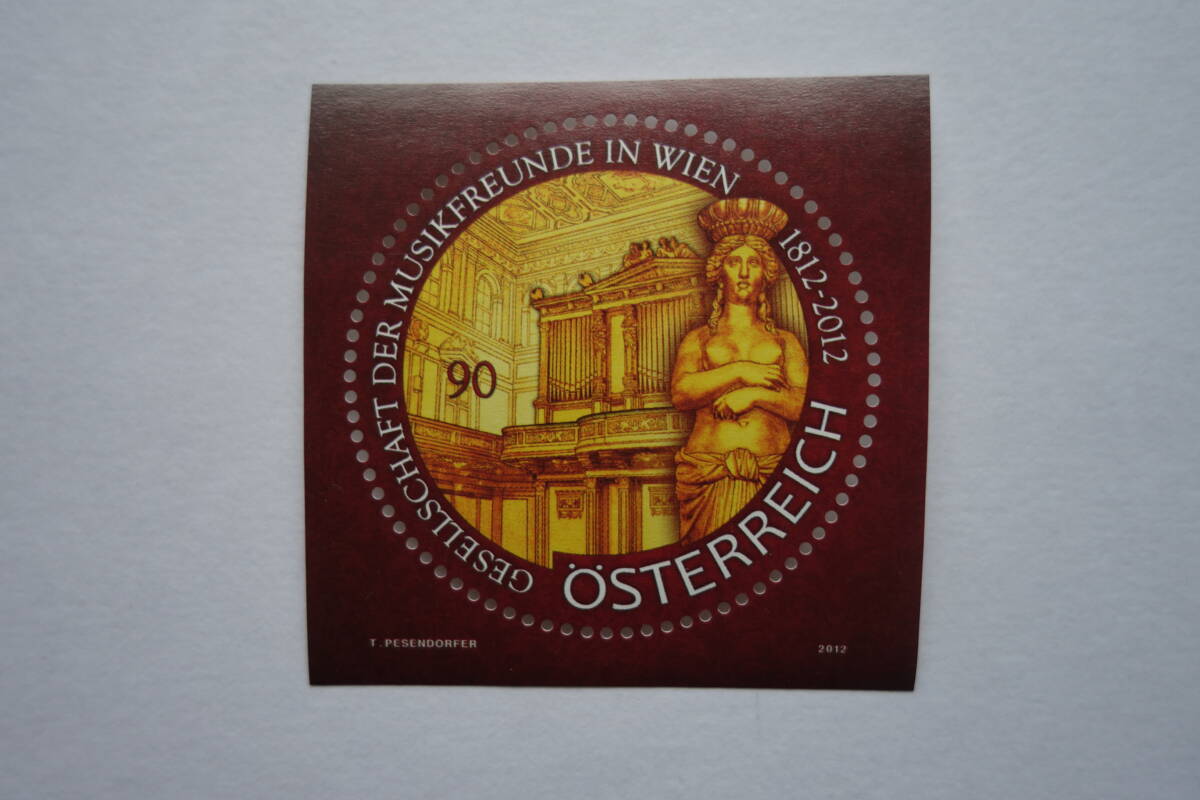 GESELLSCHAFT DER MUSIKFREUNDE IN WIEN
1812-2012
90
ÖSTERREICH
T. PESENDORFER
2012